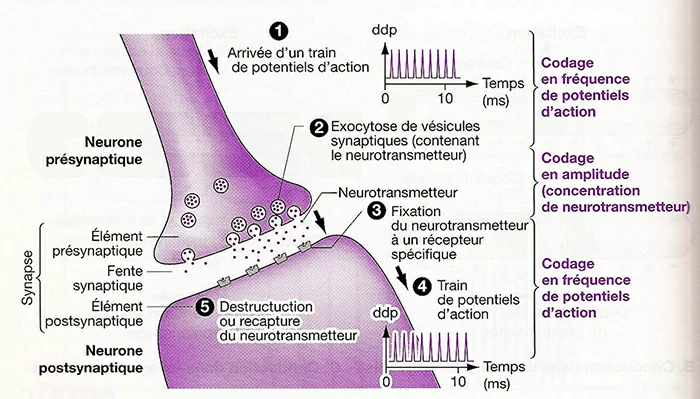 1
Arrivée d'un train
de potentiels d'action
ddp
Temps
(ms)
0
10
Codage
en fréquence
de potentiels
d'action
Neurone
présynaptique
2 Exocytose de vésicules
synaptiques (contenant
le neurotransmetteur)
Codage
en amplitude
(concentration
de neurotransmetteur)
Neurotransmetteur
3 Fixation
du neurotransmetteur
à un récepteur
spécifique
Synapse
Élément
présynaptique
Fente
synaptique
Élément
postsynaptique
4 Train
de potentiels
d'action
Codage
en fréquence
de potentiels
d'action
5 Destructuction
ou recapture
du neurotransmetteur
ddp
Temps
(ms)
0
10
Neurone
postsynaptique